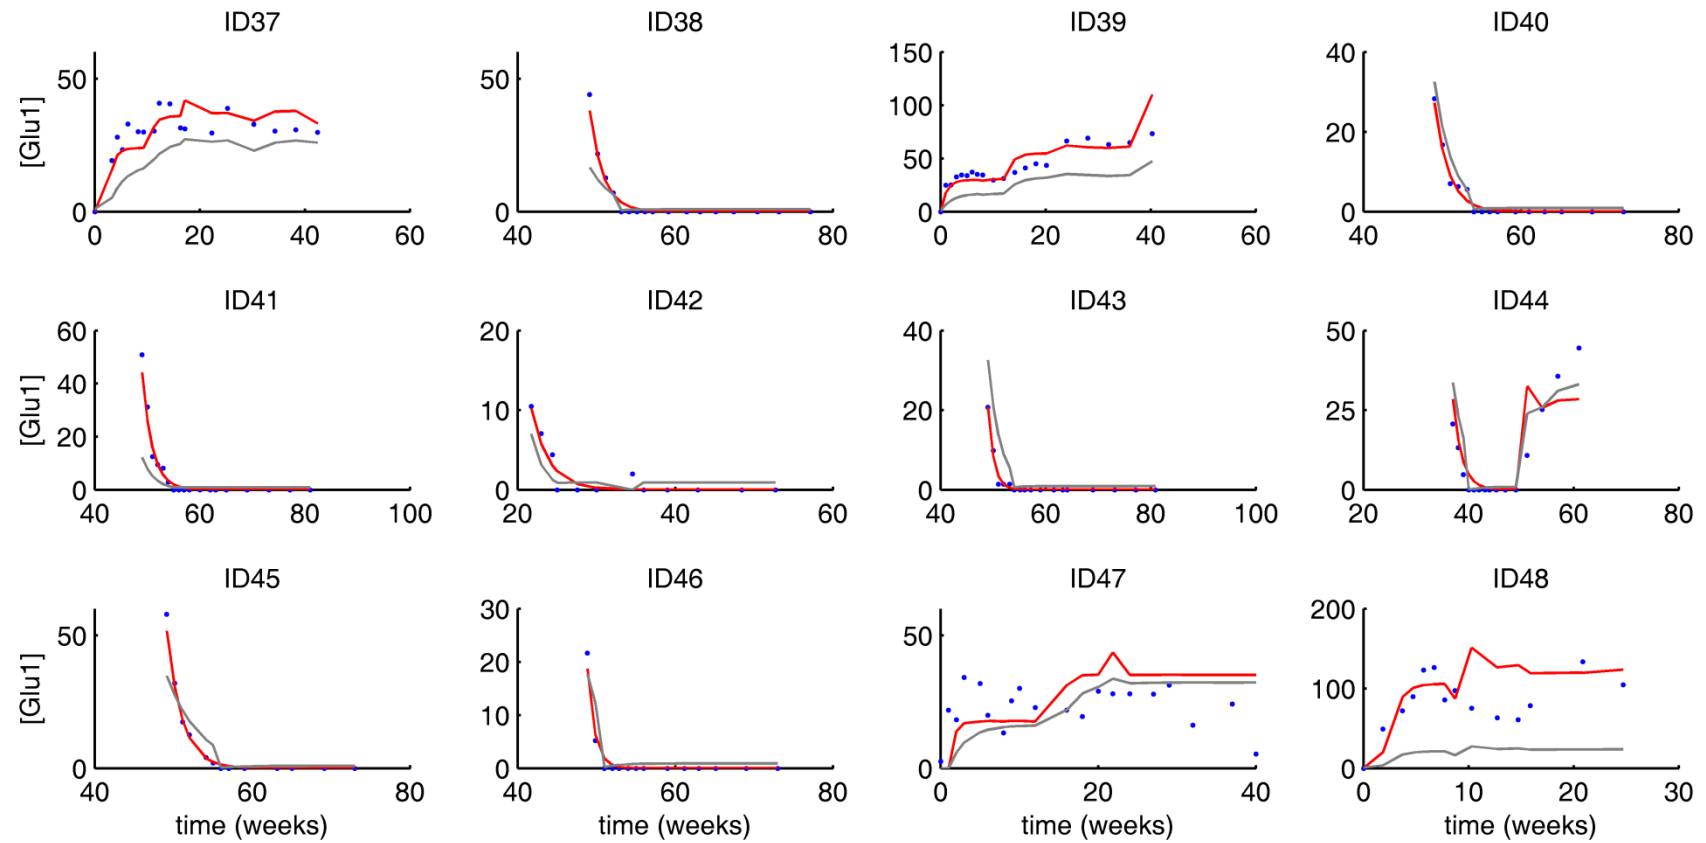 ID37 ID38 ID39 ID40
[Glu1] 50 0 50 0 150 100 50 0 40 20 0
0 20 40 60 40 60 80 0 20 40 60 40 60 80
ID41 ID42 ID43 ID44
[Glu1] 60 40 20 0 20 10 0 40 20 0 50 25 0
40 60 80 100 20 40 60 40 60 80 100 20 40 60 80
ID45 ID46 ID47 ID48
[Glu1] 50 0 30 20 10 0 50 0 200 100 0
40 60 80 40 60 80 0 20 40 0 10 20 30
time (weeks) time (weeks) time (weeks) time (weeks)